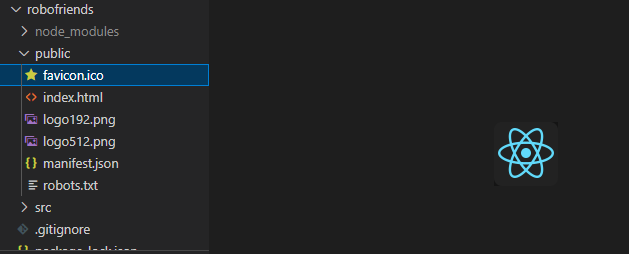 robofriends
node_modules
public
favicon.ico
index.html
logo192.png
logo512.png
manifest.json
robots.txt
src
.gitignore